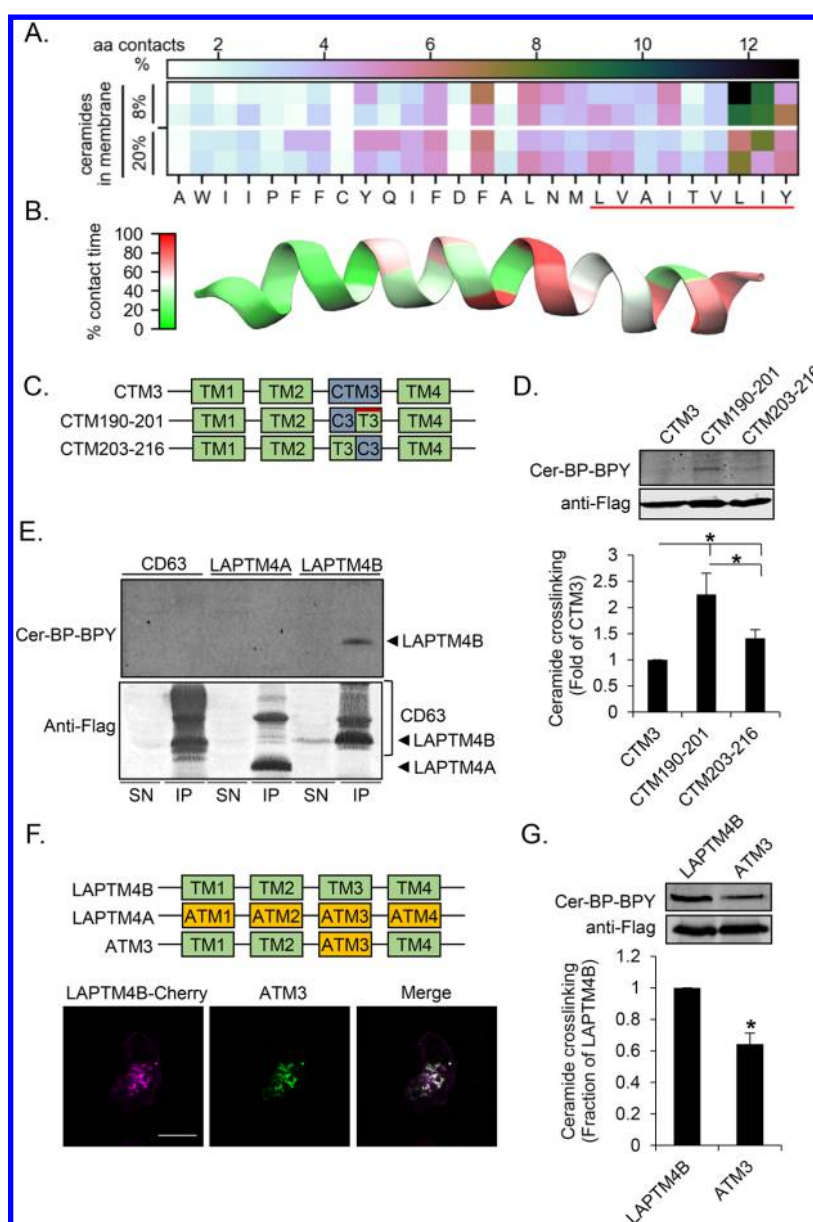 A.
aa contacts 2 4 6 8 10 12
%
ceramides in membrane
8%
20%
A W I I P F F C Y Q I F D F A L N M L V A I T V L I Y
B.
% contact time
100
80
60
40
20
0
C.
CTM3 TM1 TM2 CTM3 TM4
CTM190-201 TM1 TM2 C3 T3 TM4
CTM203-216 TM1 TM2 T3 C3 TM4
D.
CTM3 CTM190-201 CTM203-216
Cer-BP-BPY
anti-Flag
* *
Ceramide crosslinking
(Fold of CTM3)
3
2.5
2
1.5
1
0.5
0
CTM3 CTM190-201 CTM203-216
E.
CD63 LAPTM4A LAPTM4B
Cer-BP-BPY
LAPTM4B
Anti-Flag
CD63
LAPTM4B
LAPTM4A
SN IP SN IP SN IP
F.
LAPTM4B TM1 TM2 TM3 TM4
LAPTM4A ATM1 ATM2 ATM3 ATM4
ATM3 TM1 TM2 ATM3 TM4
LAPTM4B-Cherry ATM3 Merge
G.
LAPTM4B ATM3
Cer-BP-BPY
anti-Flag
Ceramide crosslinking
(Fraction of LAPTM4B)
1.2
1
0.8
0.6
0.4
0.2
0
*
LAPTM4B ATM3